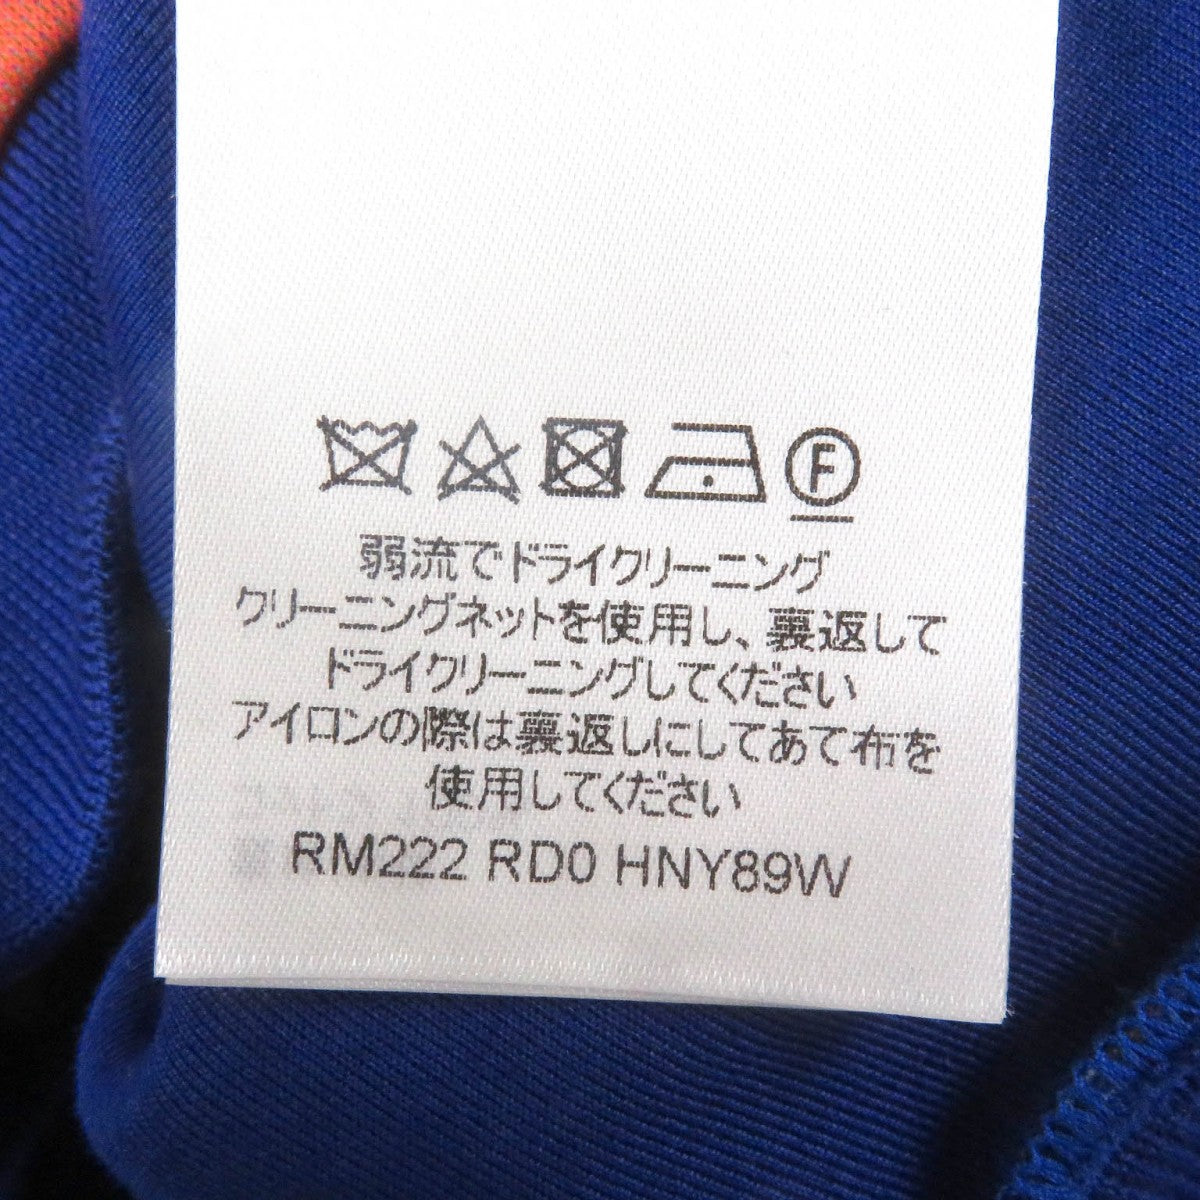 F
弱流でドライクリーニング
クリーニングネットを使用し、裏返して
ドライクリーニングしてください
アイロンの際は裏返しにしてあて布を
使用してください
RM222 RD0 HNY89W